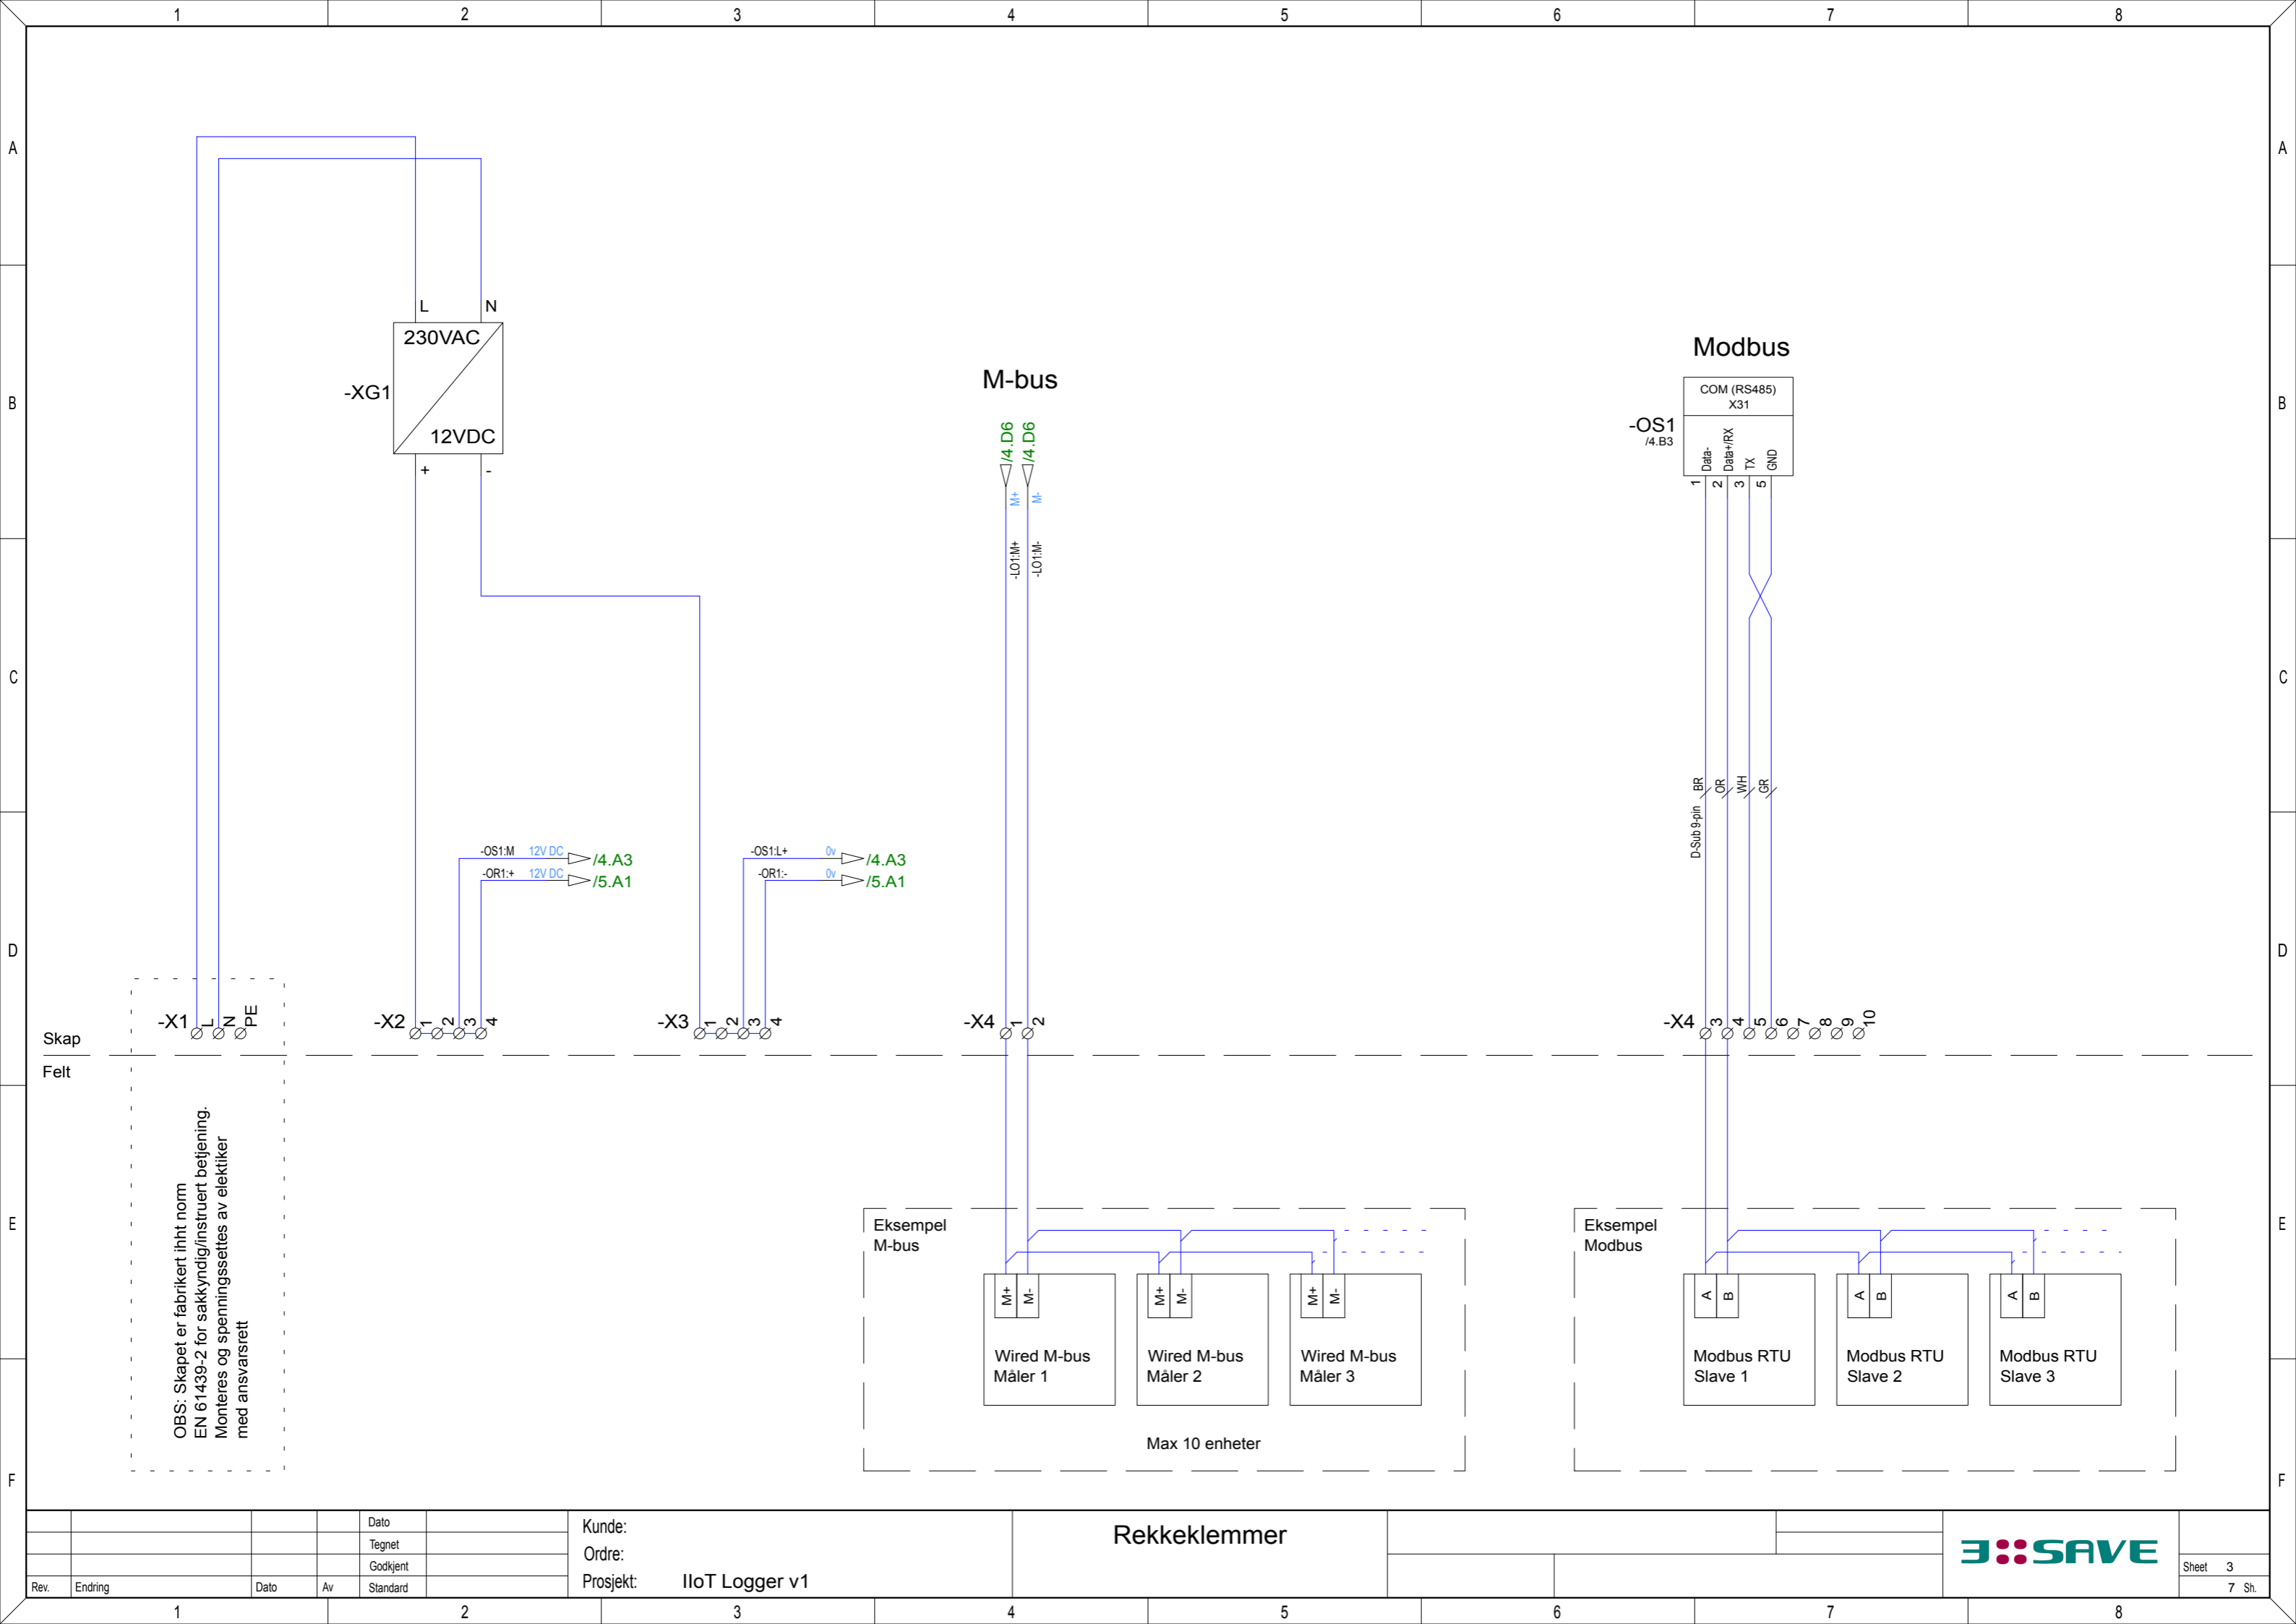 1 2 3 4 5 6 7 8
A A
B B
C C
D D
E E
F F
L N
230VAC
-XG1
12VDC
+ -
M-bus
/4.D6 /4.D6
M+ M-
-LO1:M+ -LO1:M-
Modbus
COM (RS485)
X31
-OS1
/4.B3
Data- Data+/RX TX GND
1 2 3 5
D-Sub 9-pin BR OR WH GR
-OS1:M 12V DC /4.A3
-OR1:+ 12V DC /5.A1
-OS1:L+ 0v /4.A3
-OR1:- 0v /5.A1
-X1 L N PE
-X2 1 2 3 4
-X3 1 2 3 4
-X4 1 2
-X4 3 4 5 6 7 8 9 10
Skap
Felt
OBS: Skapet er fabrikert ihht norm
EN 61439-2 for sakkyndig/instruert betjening.
Monteres og spenningssettes av elektiker
med ansvarsrett
Eksempel
M-bus
M+ M- M+ M- M+ M-
Wired M-bus
Måler 1
Wired M-bus
Måler 2
Wired M-bus
Måler 3
Max 10 enheter
Eksempel
Modbus
A B A B A B
Modbus RTU
Slave 1
Modbus RTU
Slave 2
Modbus RTU
Slave 3
Rev. Endring Dato Av
Dato
Tegnet
Godkjent
Standard
Kunde:
Ordre:
Prosjekt: IIoT Logger v1
Rekkeklemmer
SAVE
Sheet 3
7 Sh.
1 2 3 4 5 6 7 8